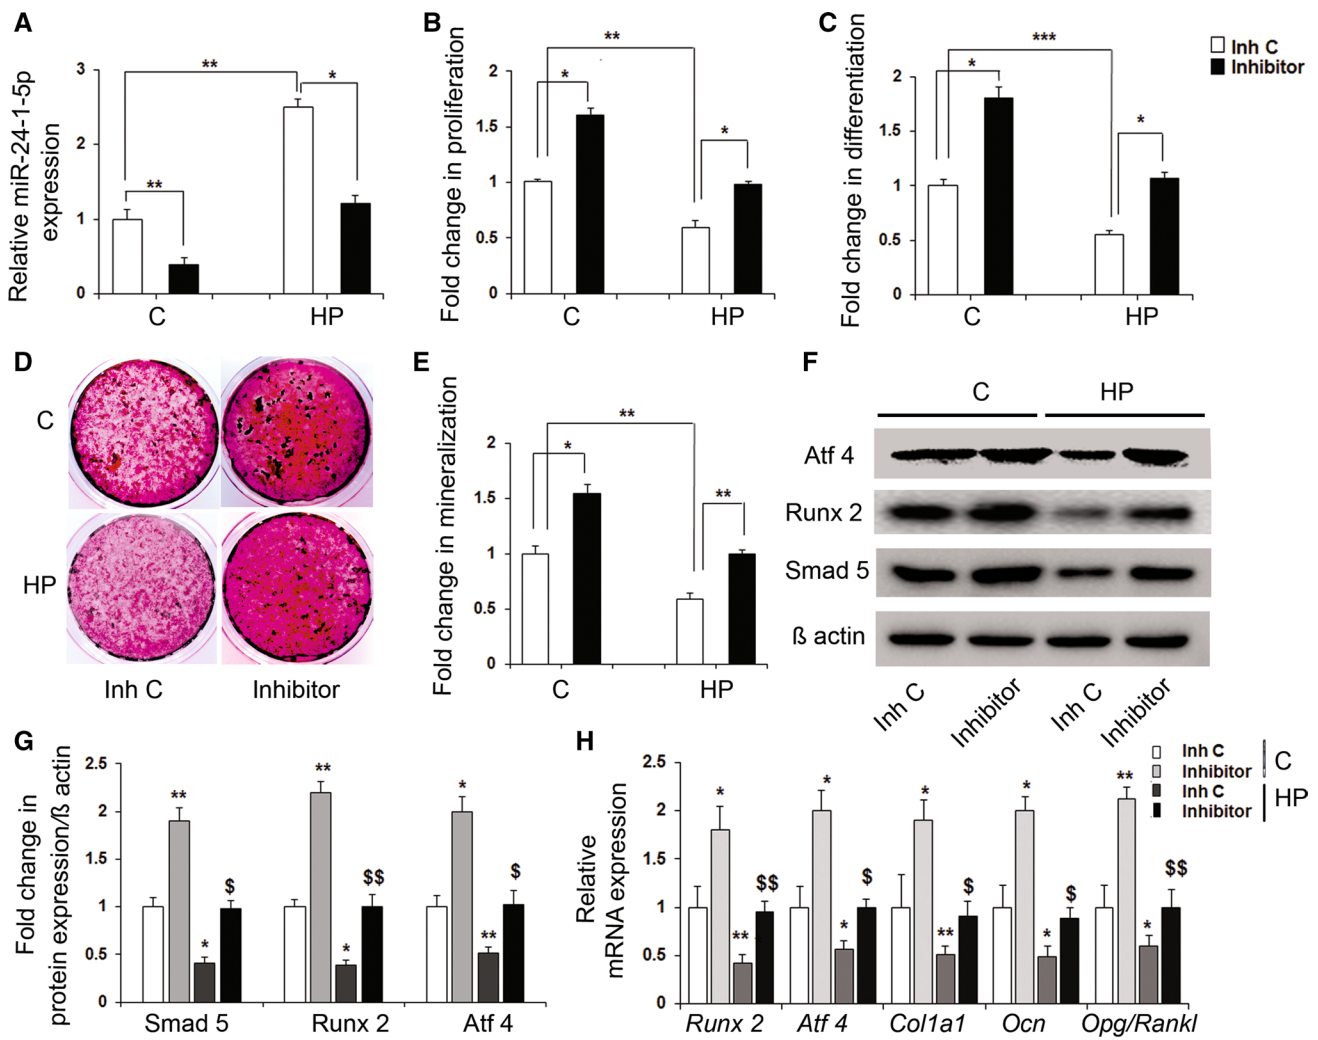 A
Relative miR-24-1-5p
expression
3
2
1
0
**
**
*
C
HP
B
Fold change in proliferation
2
1.5
1
0.5
0
**
*
*
C
HP
C
Fold change in differentiation
2
1.5
1
0.5
0
***
*
*
C
HP
Inh C
Inhibitor
D
C
HP
Inh C
Inhibitor
E
Fold change in mineralization
2
1.5
1
0.5
0
**
*
**
C
HP
F
C
HP
Atf 4
Runx 2
Smad 5
ß actin
Inh C
Inhibitor
Inh C
Inhibitor
G
Fold change in
protein expression/ß actin
2.5
2
1.5
1
0.5
0
**
*
$
**
*
$$
*
**
$
Smad 5
Runx 2
Atf 4
H
Relative
mRNA expression
2.5
2
1.5
1
0.5
0
*
**
$$
*
*
$
*
**
$
*
*
$
**
*
$$
Runx 2
Atf 4
Col1a1
Ocn
Opg/Rankl
Inh C
Inhibitor
C
Inh C
Inhibitor
HP